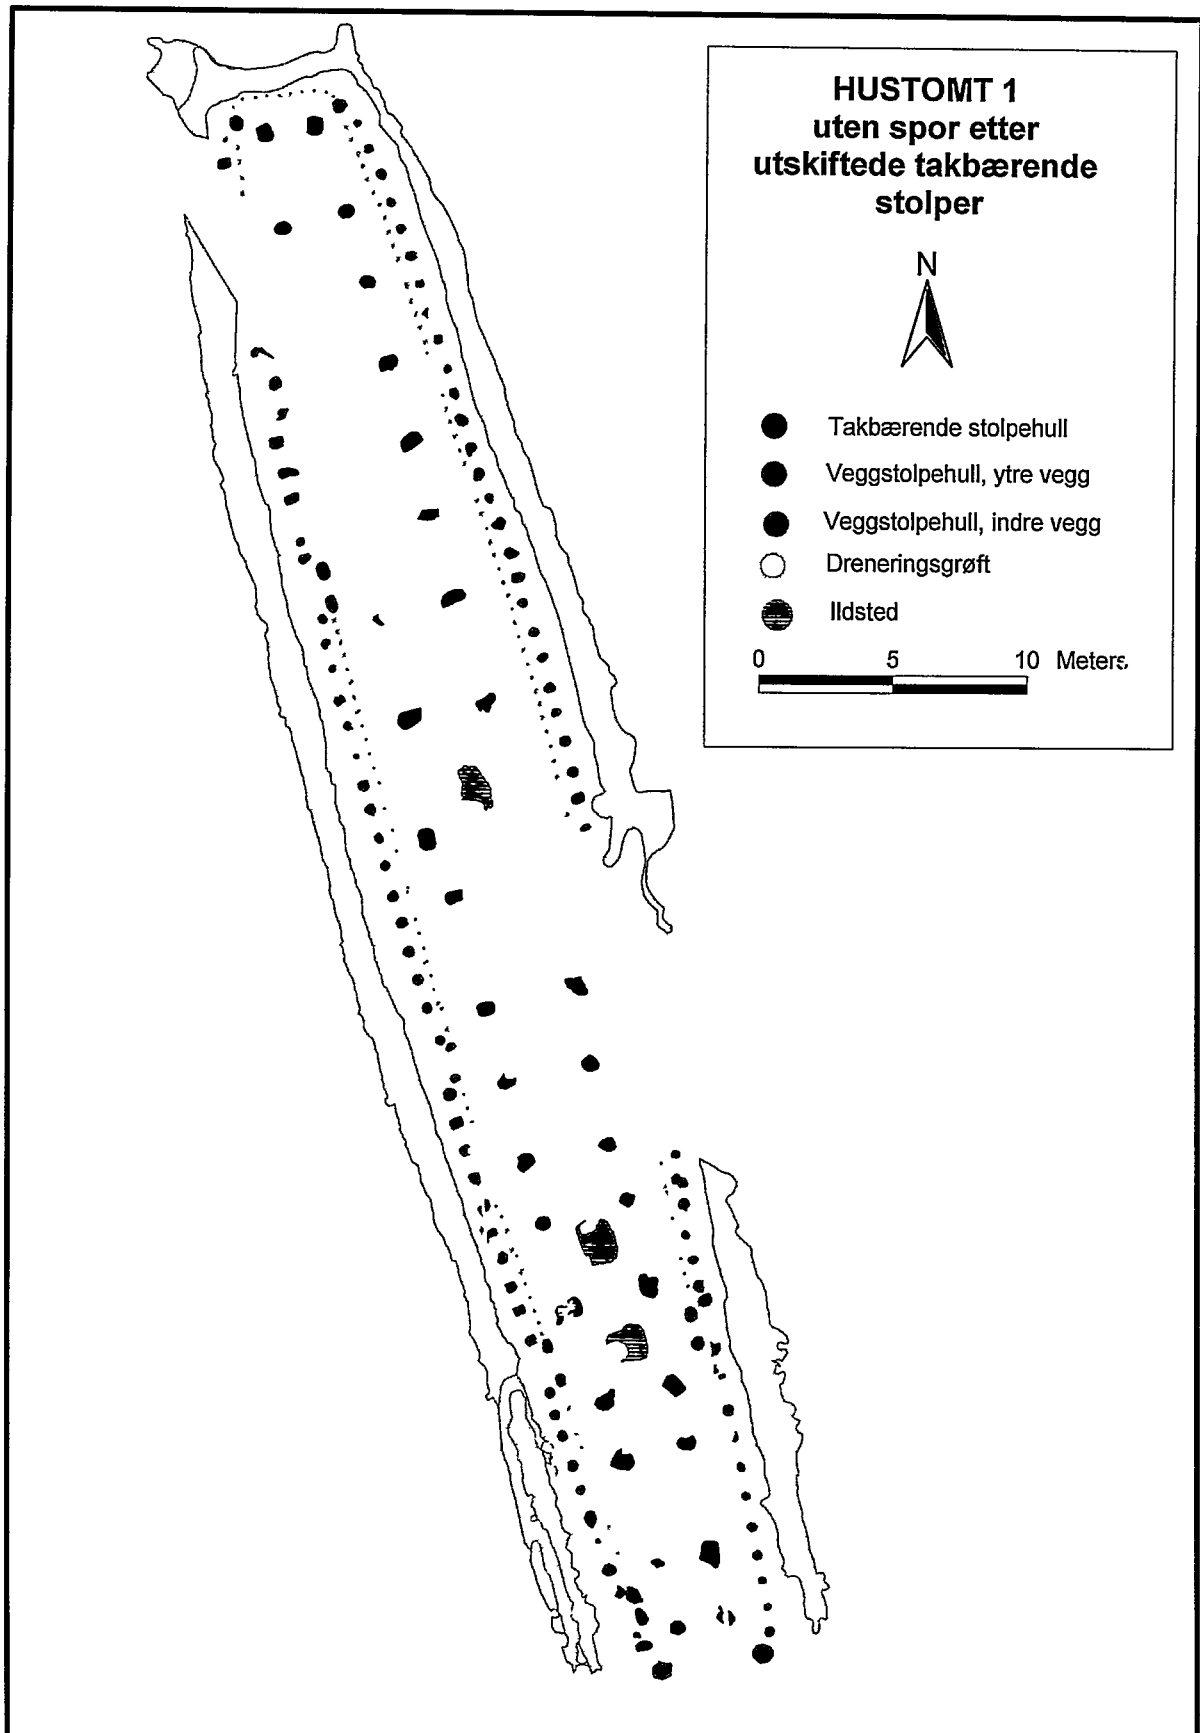 HUSTOMT 1
uten spor etter
utskiftede takbærende
stolper
N
Takbærende stolpehull
Veggstolpehull, ytre vegg
Veggstolpehull, indre vegg
Dreneringsgrøft
Ildsted
0 5 10 Meters